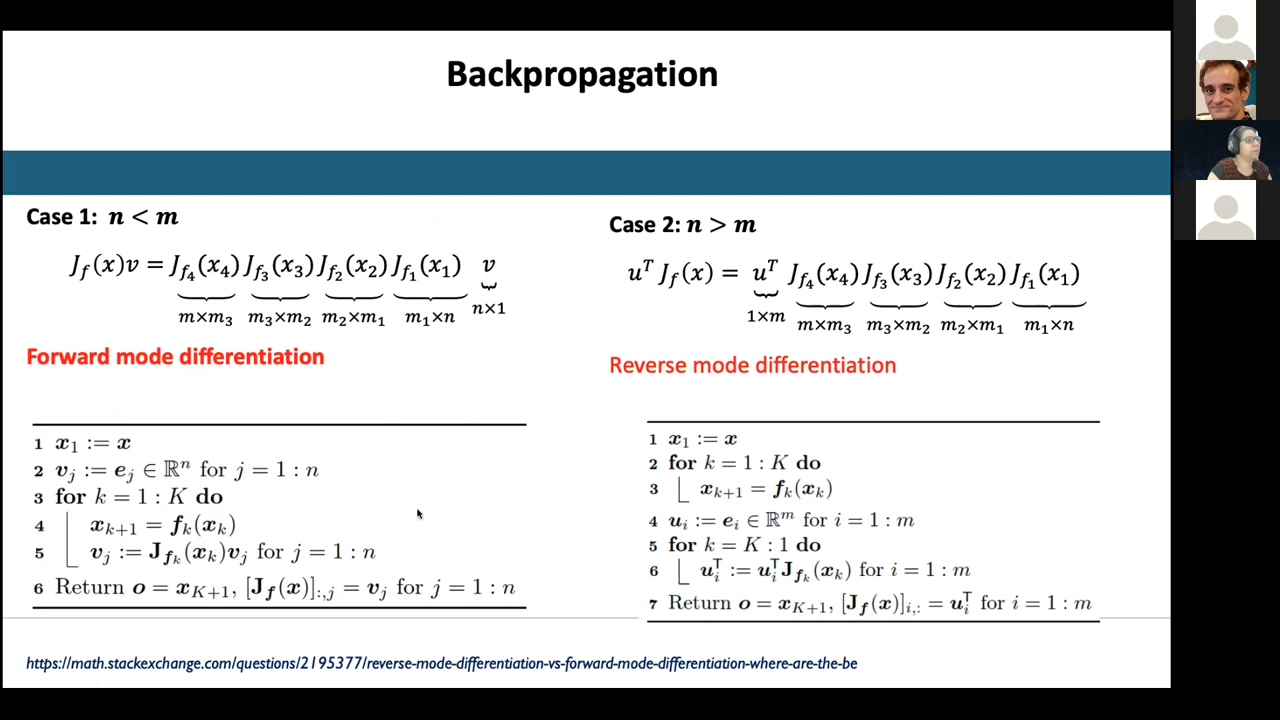 Backpropagation
Case 1: n < m
J_f(x)v = J_{f_4}(x_4) J_{f_3}(x_3) J_{f_2}(x_2) J_{f_1}(x_1) v
m×m_3 m_3×m_2 m_2×m_1 m_1×n n×1
Forward mode differentiation
1 x_1 := x
2 v_j := e_j ∈ ℝ^n for j = 1 : n
3 for k = 1 : K do
4 x_{k+1} = f_k(x_k)
5 v_j := J_{f_k}(x_k)v_j for j = 1 : n
6 Return o = x_{K+1}, [J_f(x)]_{:,j} = v_j for j = 1 : n
Case 2: n > m
u^T J_f(x) = u^T J_{f_4}(x_4) J_{f_3}(x_3) J_{f_2}(x_2) J_{f_1}(x_1)
1×m m×m_3 m_3×m_2 m_2×m_1 m_1×n
Reverse mode differentiation
1 x_1 := x
2 for k = 1 : K do
3 x_{k+1} = f_k(x_k)
4 u_i := e_i ∈ ℝ^m for i = 1 : m
5 for k = K : 1 do
6 u_i^T := u_i^T J_{f_k}(x_k) for i = 1 : m
7 Return o = x_{K+1}, [J_f(x)]_{i,:} = u_i^T for i = 1 : m
https://math.stackexchange.com/questions/2195377/reverse-mode-differentiation-vs-forward-mode-differentiation-where-are-the-be